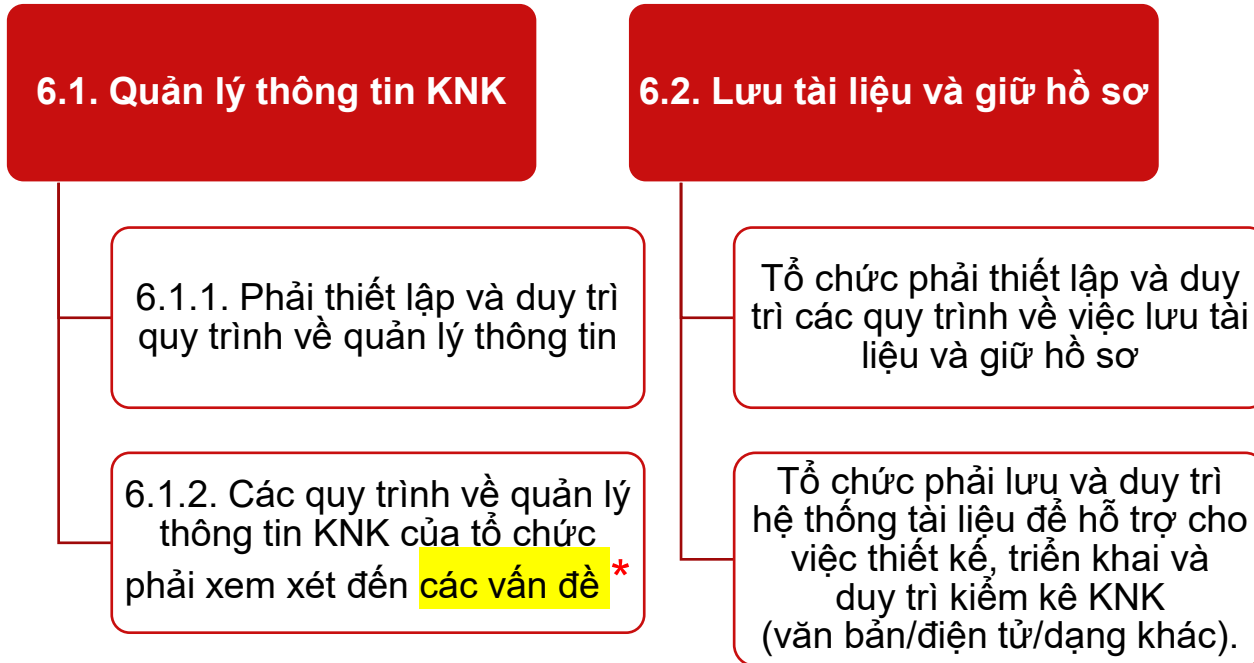 6.1. Quản lý thông tin KNK
6.1.1. Phải thiết lập và duy trì
quy trình về quản lý thông tin
6.1.2. Các quy trình về quản lý
thông tin KNK của tổ chức
phải xem xét đến các vấn đề *
6.2. Lưu tài liệu và giữ hồ sơ
Tổ chức phải thiết lập và duy
trì các quy trình về việc lưu tài
liệu và giữ hồ sơ
Tổ chức phải lưu và duy trì
hệ thống tài liệu để hỗ trợ cho
việc thiết kế, triển khai và
duy trì kiểm kê KNK
(văn bản/điện tử/dạng khác).